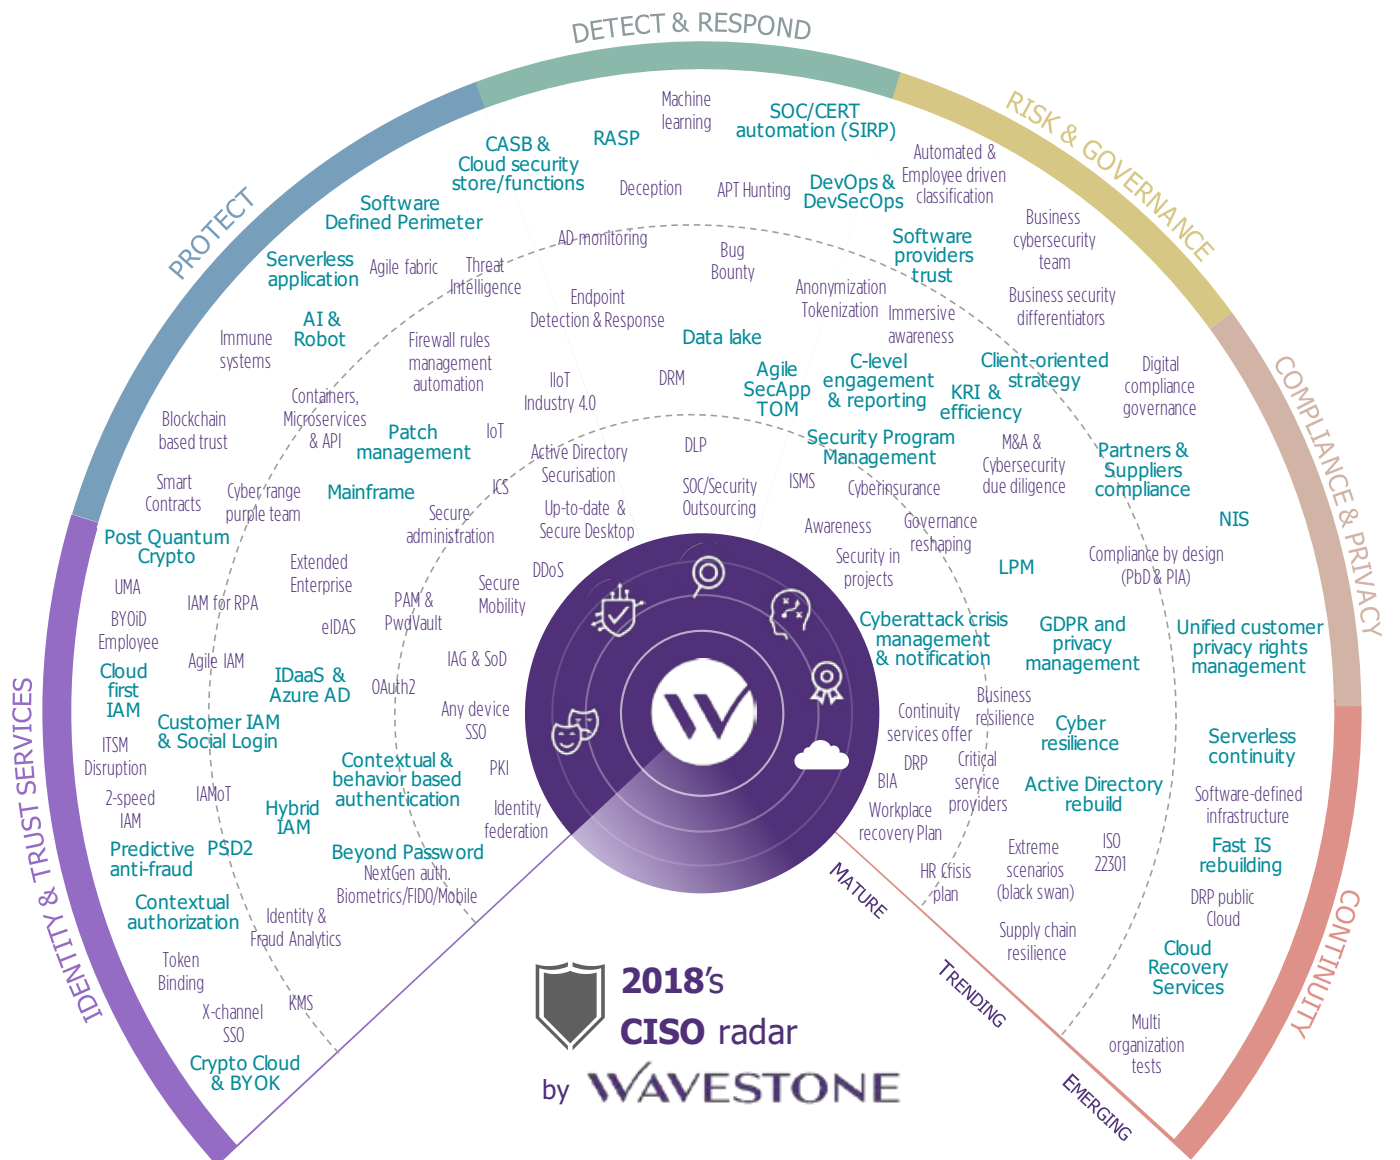 DETECT & RESPOND
RISK & GOVERNANCE
COMPLIANCE & PRIVACY
CONTINUITY
PROTECT
IDENTITY & TRUST SERVICES
Machine
learning
SOC/CERT
automation (SIRP)
RASP
CASB &
Cloud security
store/functions
Deception
APT Hunting
DevOps &
DevSecOps
AD monitoring
Bug
Bounty
Endpoint
Detection & Response
Data lake
Anonymization
Tokenization
DRM
Agile
SecApp
TOM
DLP
SOC/Security
Outsourcing
Automated &
Employee driven
classification
Business
cybersecurity
team
Software
providers
trust
Business security
differentiators
Immersive
awareness
C-level
engagement
& reporting
Client-oriented
strategy
KRI &
efficiency
Security Program
Management
M&A &
Cybersecurity
due diligence
ISMS
Cyberinsurance
Awareness
Governance
reshaping
Security in
projects
Digital
compliance
governance
Partners &
Suppliers
compliance
NIS
Compliance by design
(PbD & PIA)
LPM
Cyberattack crisis
management
& notification
GDPR and
privacy
management
Unified customer
privacy rights
management
Business
resilience
Continuity
services offer
Cyber
resilience
Serverless
continuity
DRP
BIA
Critical
service
providers
Active Directory
rebuild
Software-defined
infrastructure
Workplace
recovery Plan
ISO
22301
Fast IS
rebuilding
Extreme
scenarios
(black swan)
HR Crisis
plan
DRP public
Cloud
Supply chain
resilience
Cloud
Recovery
Services
Multi
organization
tests
Software
Defined Perimeter
Serverless
application
Agile fabric
Threat
Intelligence
AI &
Robot
Immune
systems
Firewall rules
management
automation
IIoT
Industry 4.0
Containers,
Microservices
& API
Blockchain
based trust
Patch
management
IoT
Active Directory
Securisation
Smart
Contracts
Cyber range
purple team
Mainframe
ICS
Up-to-date &
Secure Desktop
Secure
administration
Post Quantum
Crypto
Extended
Enterprise
DDoS
Secure
Mobility
UMA
IAM for RPA
PAM &
PwdVault
BYOiD
Employee
eIDAS
Agile IAM
IAG & SoD
Cloud
first
IAM
IDaaS &
Azure AD
OAuth2
Customer IAM
& Social Login
Any device
SSO
ITSM
Disruption
Contextual &
behavior based
authentication
PKI
2-speed
IAM
IAMoT
Hybrid
IAM
Identity
federation
Predictive
anti-fraud
PSD2
Beyond Password
NextGen auth.
Biometrics/FIDO/Mobile
Contextual
authorization
Identity &
Fraud Analytics
Token
Binding
X-channel
SSO
KMS
Crypto Cloud
& BYOK
W
MATURE
TRENDING
EMERGING
2018's
CISO radar
by WAVESTONE